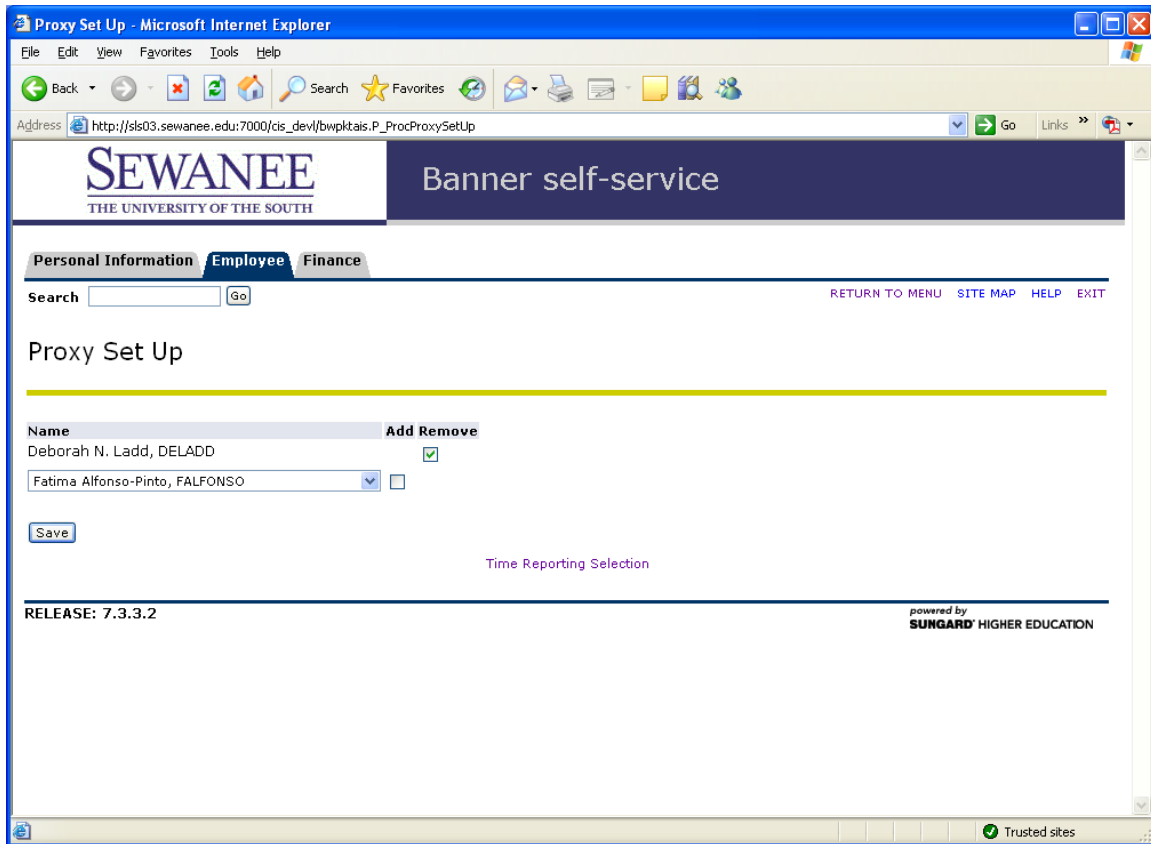 Proxy Set Up - Microsoft Internet Explorer
File Edit View Favorites Tools Help
Back Search Favorites
Address http://sls03.sewanee.edu:7000/cis_devl/bwpktais.P_ProcProxySetUp Go Links »
SEWANEE
THE UNIVERSITY OF THE SOUTH
Banner self-service
Personal Information Employee Finance
Search Go RETURN TO MENU SITE MAP HELP EXIT
Proxy Set Up
Name Add Remove
Deborah N. Ladd, DELADD
Fatima Alfonso-Pinto, FALFONSO
Save
Time Reporting Selection
RELEASE: 7.3.3.2
powered by
SUNGARD' HIGHER EDUCATION
Trusted sites